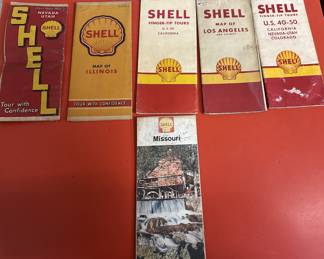 NEVADA
UTAH
SHELL
SHELL
Tour with
Confidence
SHELL
MAP OF
ILLINOIS
TOUR WITH CONFIDENCE
SHELL
FINGER-TIP TOURS
U.S. 60
CALIFORNIA
SHELL
SHELL
MAP OF
LOS ANGELES
SHELL
SHELL
FINGER-TIP TOURS
U.S. 40-50
CALIFORNIA
NEVADA-UTAH
COLORADO
SHELL
Missouri